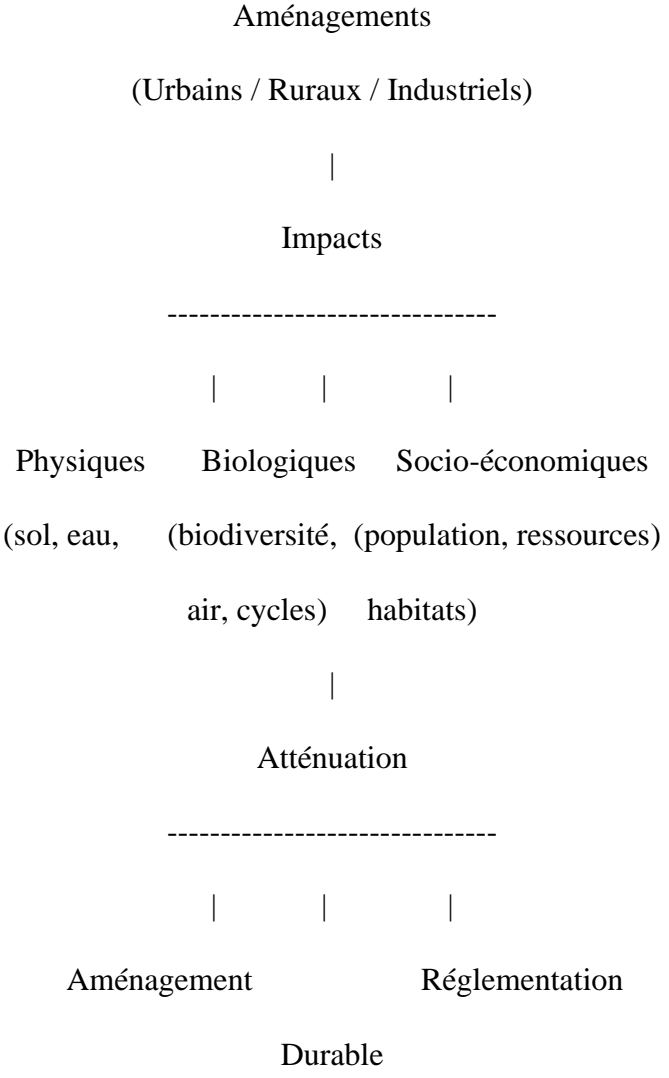 Aménagements
(Urbains / Ruraux / Industriels)
|
Impacts
-------------------------------
| | |
Physiques Biologiques Socio-économiques
(sol, eau, (biodiversité, (population, ressources)
air, cycles) habitats)
|
Atténuation
-------------------------------
| | |
Aménagement Réglementation
Durable